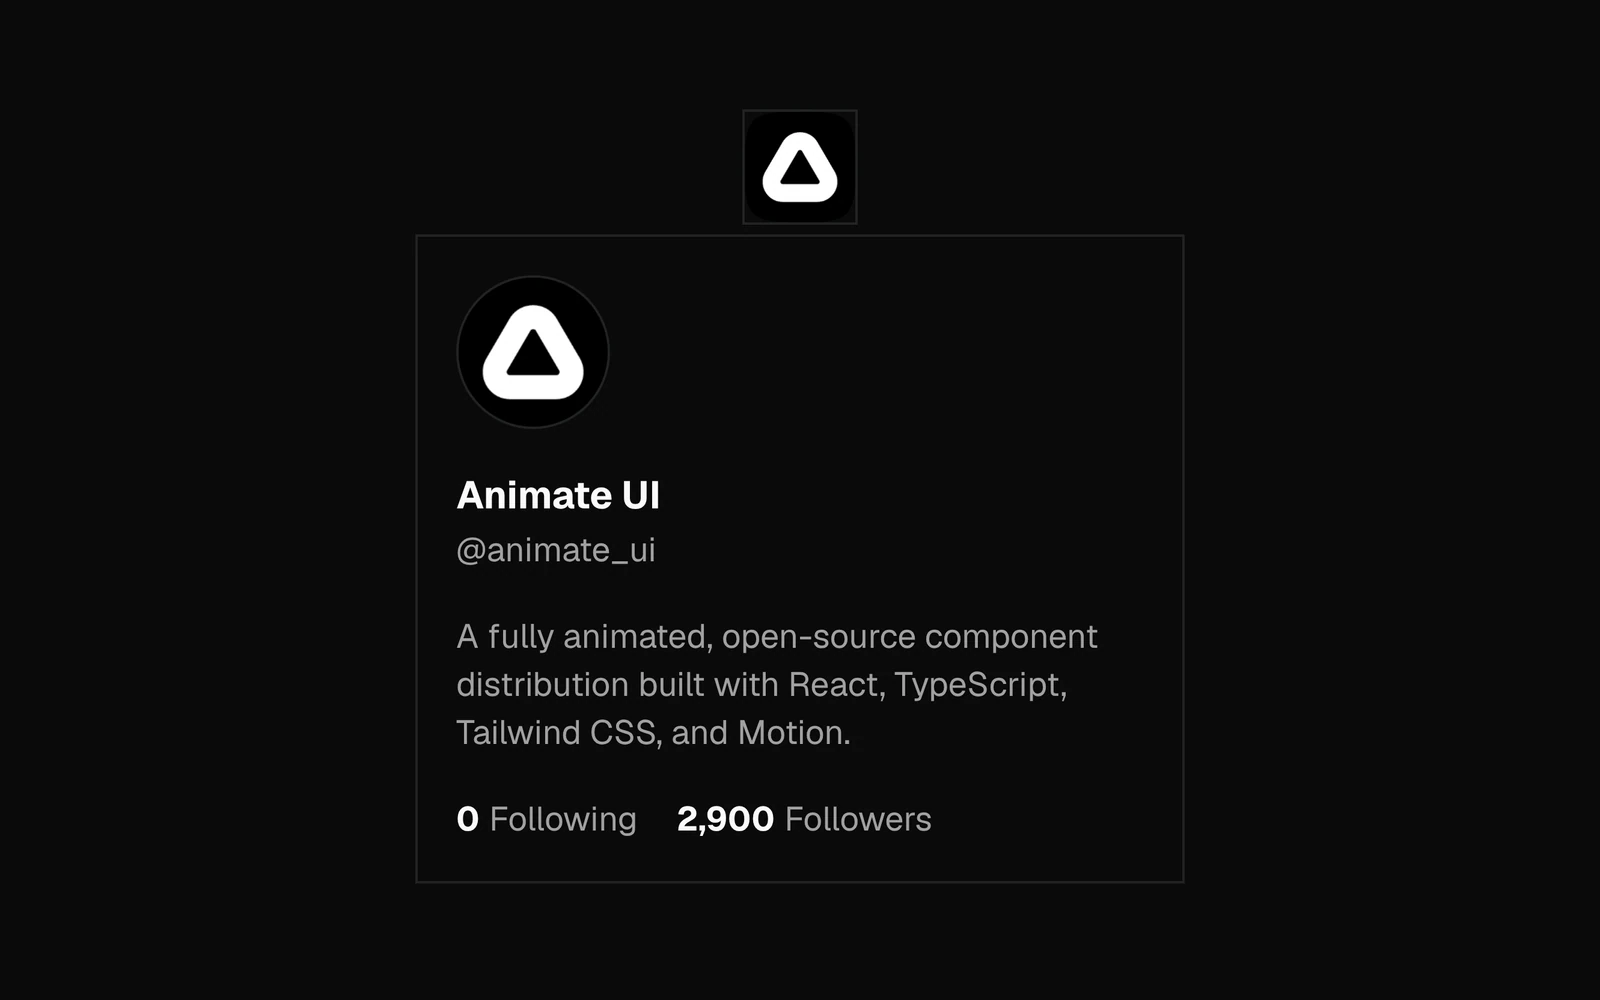 Animate UI
@animate_ui
A fully animated, open-source component
distribution built with React, TypeScript,
Tailwind CSS, and Motion.
0 Following 2,900 Followers